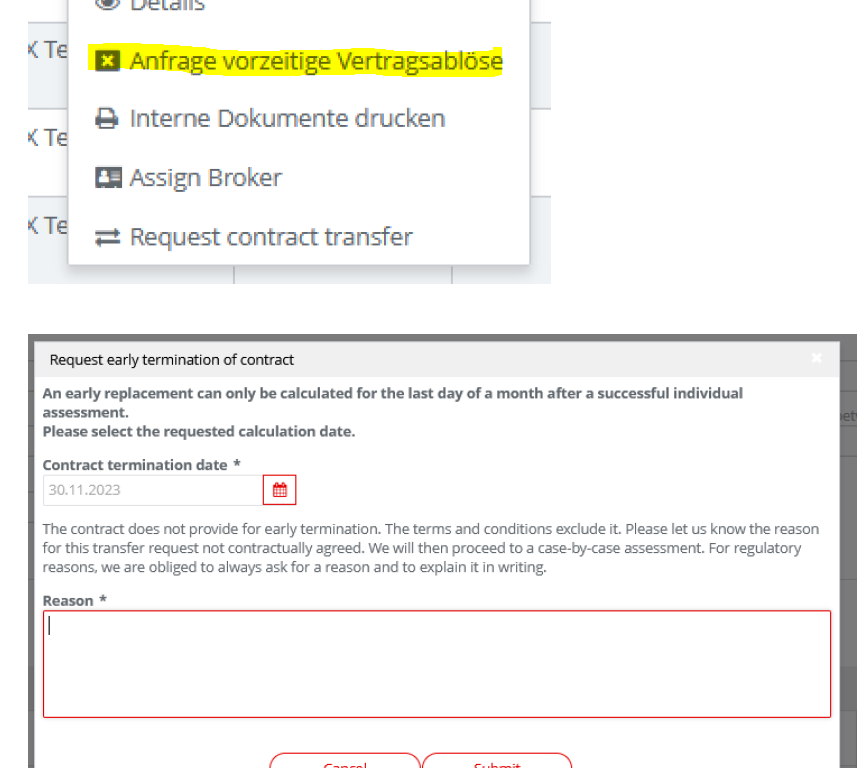 Details
X Te
Anfrage vorzeitige Vertragsablöse
Interne Dokumente drucken
X Te
Assign Broker
X Te
Request contract transfer
Request early termination of contract
An early replacement can only be calculated for the last day of a month after a successful individual
assessment.
Please select the requested calculation date.
Contract termination date *
30.11.2023
The contract does not provide for early termination. The terms and conditions exclude it. Please let us know the reason
for this transfer request not contractually agreed. We will then proceed to a case-by-case assessment. For regulatory
reasons, we are obliged to always ask for a reason and to explain it in writing.
Reason *
Cancel
Submit